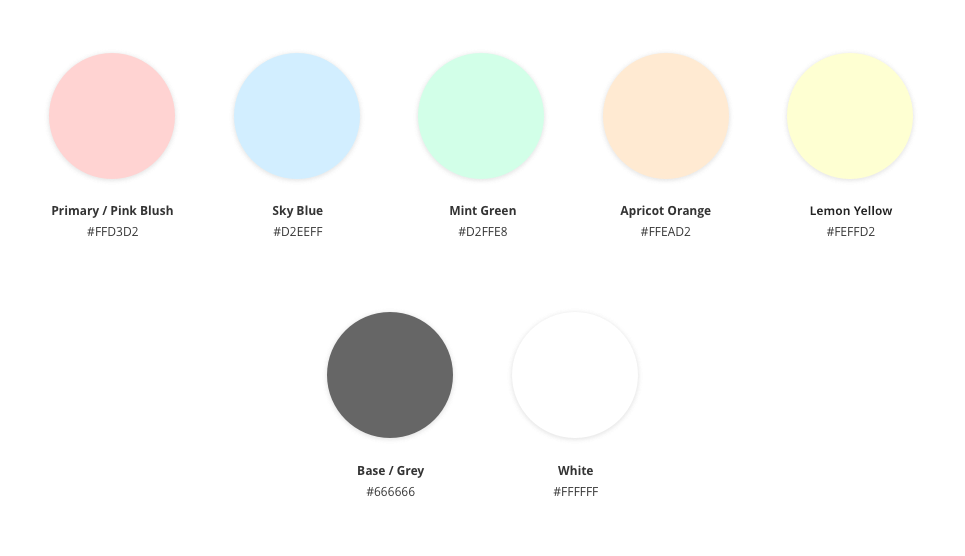 Primary / Pink Blush
#FFD3D2
Sky Blue
#D2EEFF
Mint Green
#D2FFE8
Apricot Orange
#FFEAD2
Lemon Yellow
#FEFFD2
Base / Grey
#666666
White
#FFFFFF